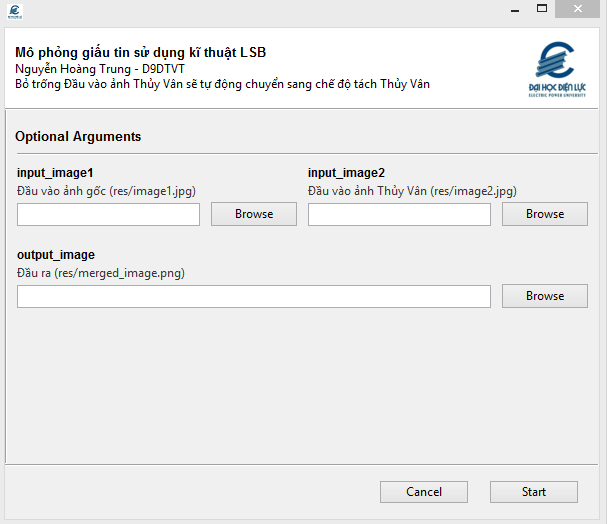 Mô phỏng giấu tin sử dụng kĩ thuật LSB
Nguyễn Hoàng Trung - D9DTVT
Bỏ trống Đầu vào ảnh Thủy Vân sẽ tự động chuyển sang chế độ tách Thủy Vân
ĐẠI HỌC ĐIỆN LỰC
ELECTRIC POWER UNIVERSITY
Optional Arguments
input_image1
input_image2
Đầu vào ảnh gốc (res/image1.jpg)
Đầu vào ảnh Thủy Vân (res/image2.jpg)
Browse
Browse
output_image
Đầu ra (res/merged_image.png)
Browse
Cancel
Start